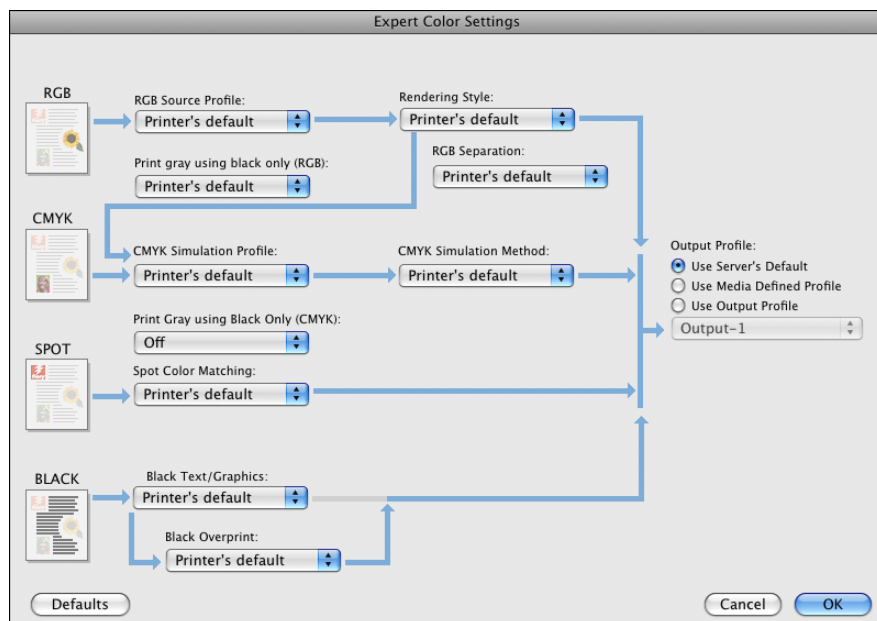 Expert Color Settings
RGB
RGB Source Profile:
Printer's default
Rendering Style:
Printer's default
Print gray using black only (RGB):
Printer's default
RGB Separation:
Printer's default
CMYK
CMYK Simulation Profile:
Printer's default
CMYK Simulation Method:
Printer's default
Output Profile:
Use Server's Default
Use Media Defined Profile
Use Output Profile
Output-1
Print Gray using Black Only (CMYK):
Off
SPOT
Spot Color Matching:
Printer's default
BLACK
Black Text/Graphics:
Printer's default
Black Overprint:
Printer's default
Defaults
Cancel
OK